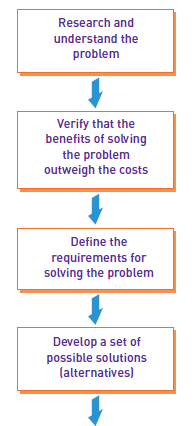 Research and
understand the
problem
Verify that the
benefits of solving
the problem
outweigh the costs
Define the
requirements for
solving the problem
Develop a set of
possible solutions
(alternatives)